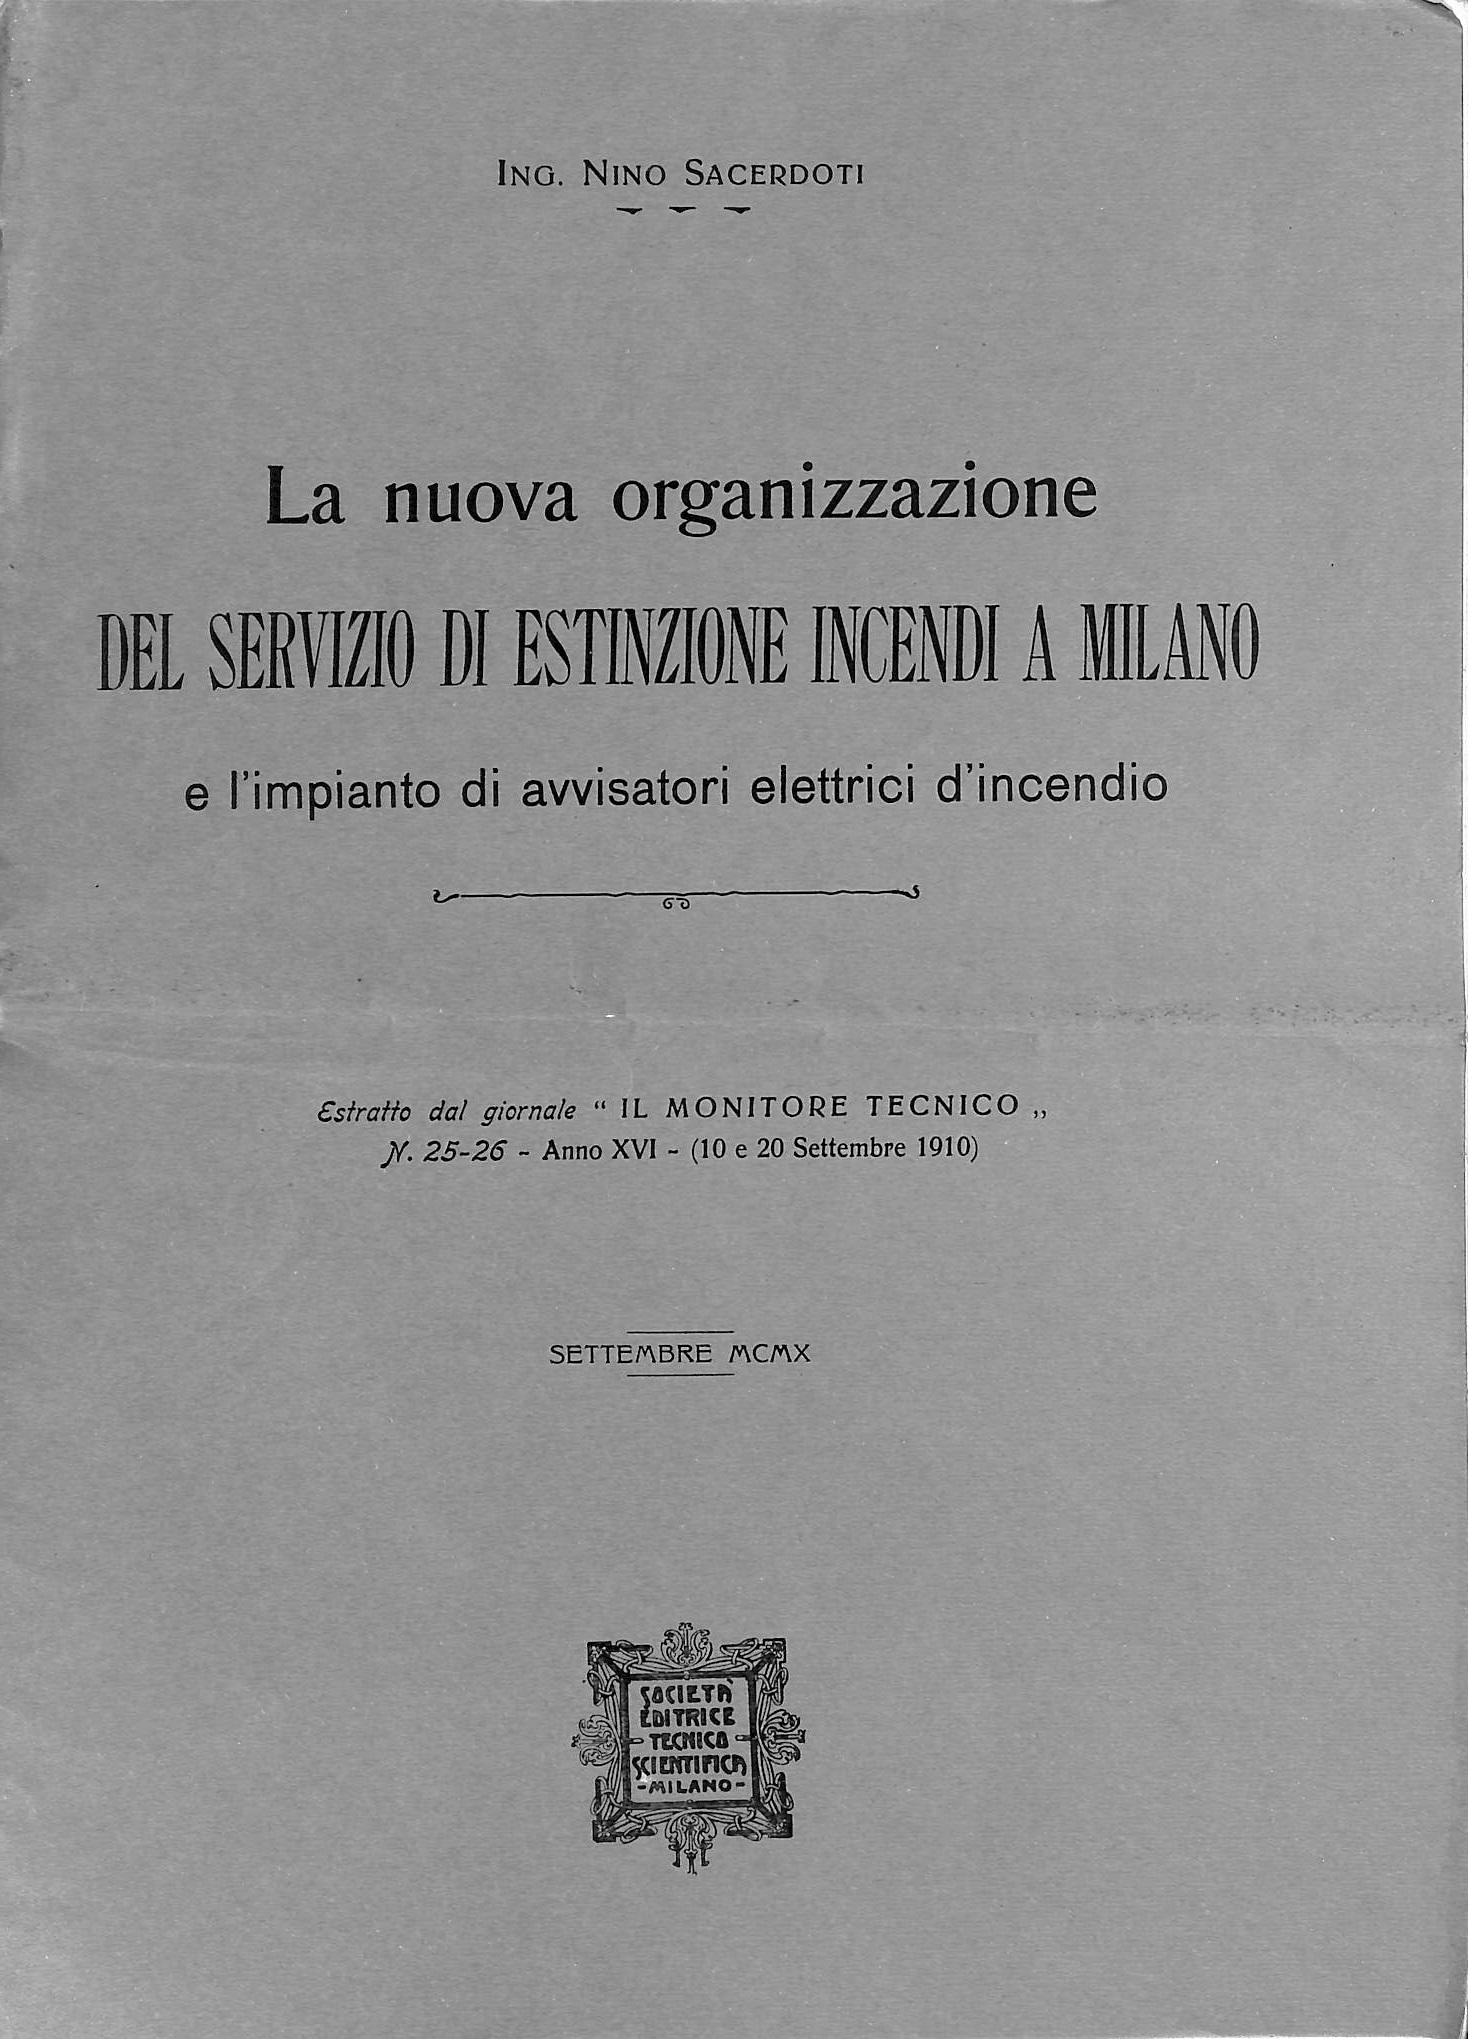 ING. NINO SACERDOTI
La nuova organizzazione
DEL SERVIZIO DI ESTINZIONE INCENDI A MILANO
e l'impianto di avvisatori elettrici d'incendio
Estratto dal giornale “ IL MONITORE TECNICO „
N. 25-26 - Anno XVI - (10 e 20 Settembre 1910)
SETTEMBRE MCMX
SOCIETÀ
EDITRICE
- TECNICO -
SCIENTIFICA
- MILANO -